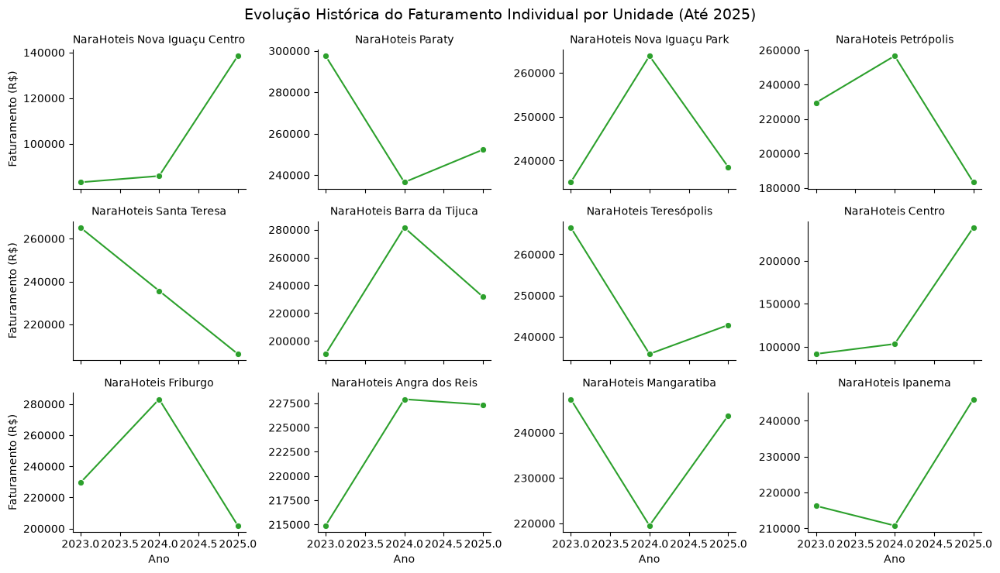 Evolução Histórica do Faturamento Individual por Unidade (Até 2025)
NaraHoteis Nova Iguaçu Centro
140000
120000
100000
Faturamento (R$)
NaraHoteis Paraty
300000
280000
260000
240000
NaraHoteis Nova Iguaçu Park
260000
250000
240000
NaraHoteis Petrópolis
260000
240000
220000
200000
180000
NaraHoteis Santa Teresa
260000
240000
220000
Faturamento (R$)
NaraHoteis Barra da Tijuca
280000
260000
240000
220000
200000
NaraHoteis Teresópolis
260000
250000
240000
NaraHoteis Centro
200000
150000
100000
NaraHoteis Friburgo
280000
260000
240000
220000
200000
Faturamento (R$)
2023.0 2023.5 2024.0 2024.5 2025.0
Ano
NaraHoteis Angra dos Reis
227500
225000
222500
220000
217500
215000
2023.0 2023.5 2024.0 2024.5 2025.0
Ano
NaraHoteis Mangaratiba
240000
230000
220000
2023.0 2023.5 2024.0 2024.5 2025.0
Ano
NaraHoteis Ipanema
240000
230000
220000
210000
2023.0 2023.5 2024.0 2024.5 2025.0
Ano